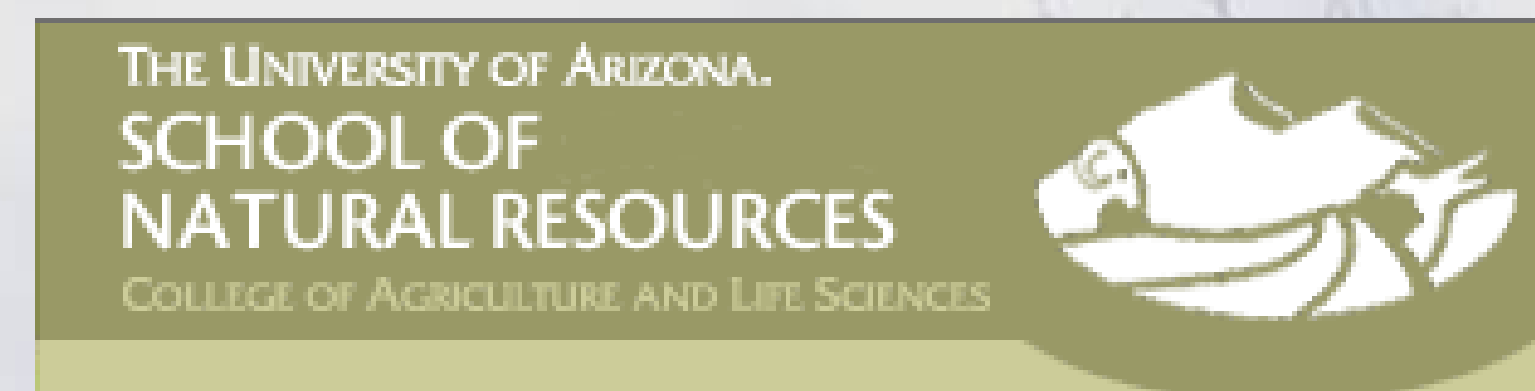 THE UNIVERSITY OF ARIZONA.
SCHOOL OF
NATURAL RESOURCES
COLLEGE OF AGRICULTURE AND LIFE SCIENCES